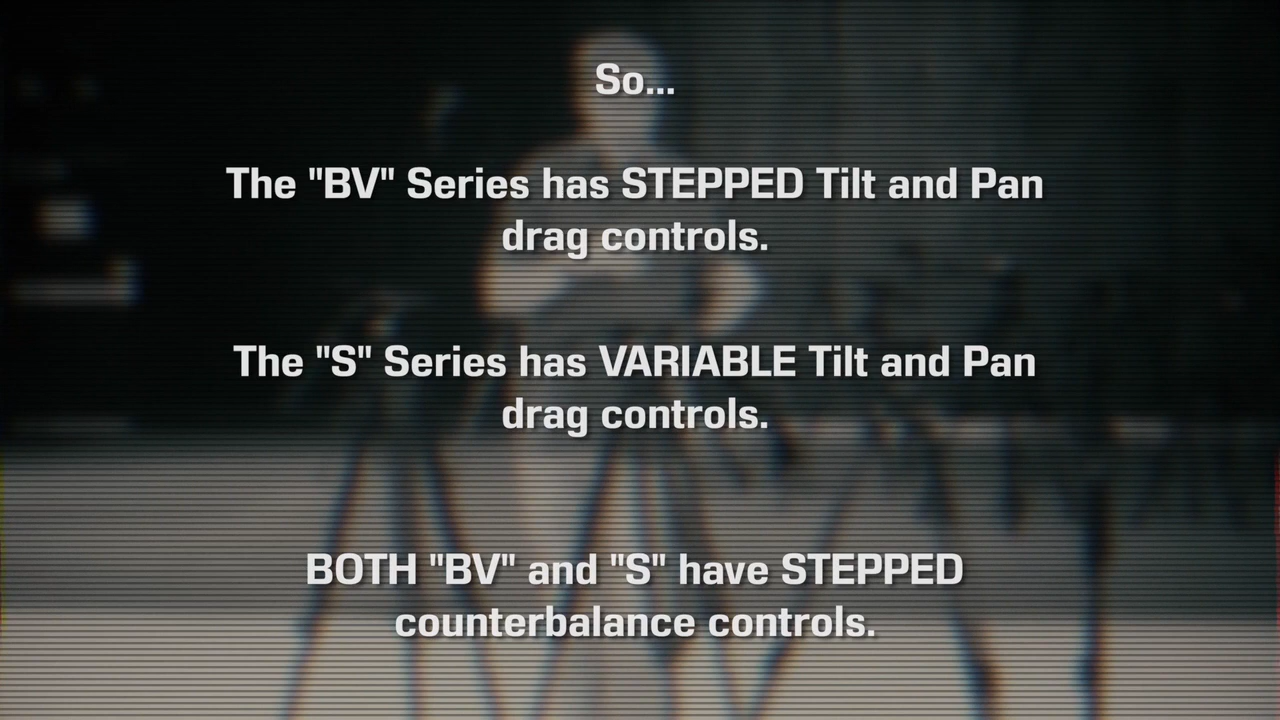 So...
The "BV" Series has STEPPED Tilt and Pan
drag controls.
The "S" Series has VARIABLE Tilt and Pan
drag controls.
BOTH "BV" and "S" have STEPPED
counterbalance controls.